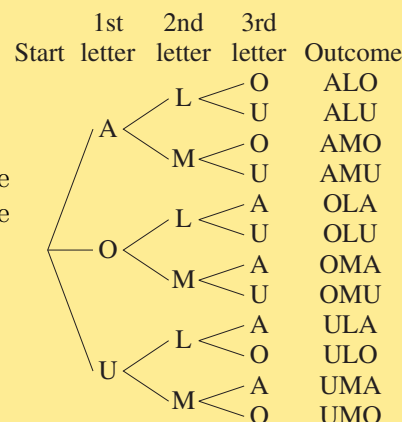 1st 2nd 3rd
Start letter letter letter Outcome
O ALO
L
U ALU
A
O AMO
M
U AMU
e
A OLA
e
L
U OLU
O
A OMA
M
U OMU
A ULA
L
O ULO
U
A UMA
M
O UMO